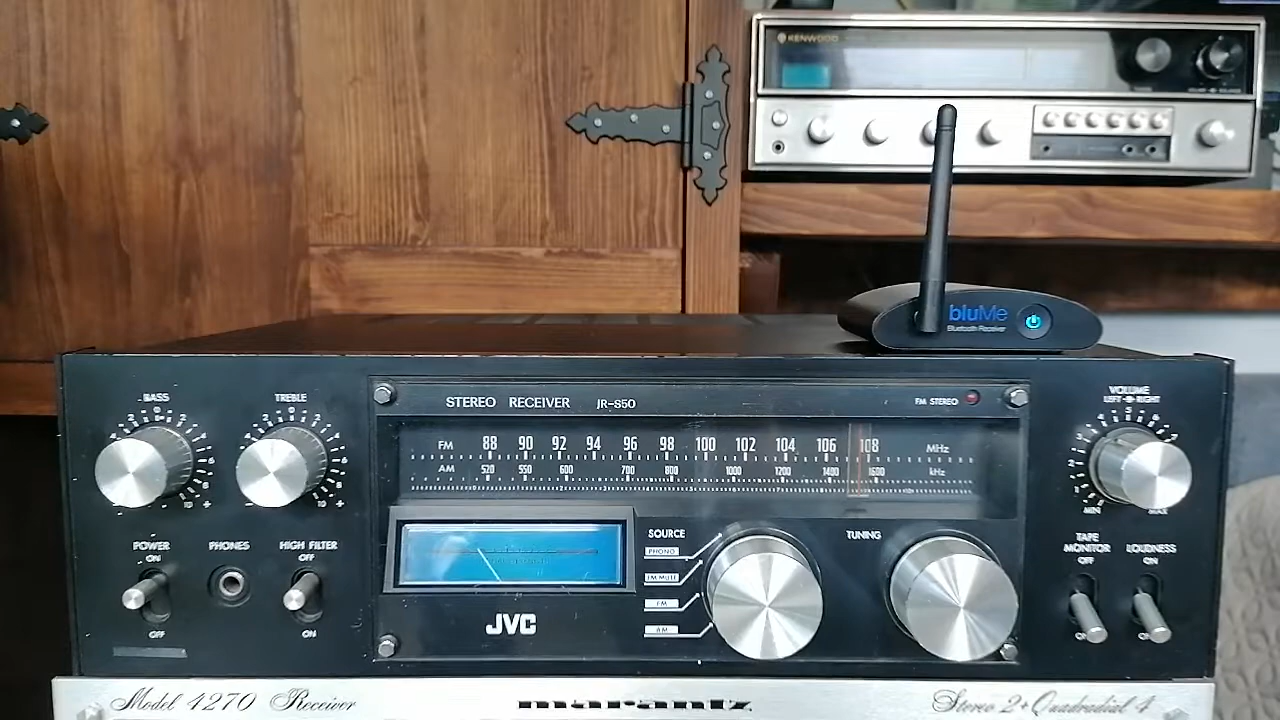 KENWOOD
bluMe
Bluetooth Receiver
BASS
TREBLE
STEREO RECEIVER JR-S50
FM STEREO
VOLUME
LEFT-RIGHT
FM 88 90 92 94 96 98 100 102 104 106 108 MHz
AM 520 550 600 700 800 1000 1200 1400 1600 kHz
MIN MAX
POWER
ON
OFF
PHONES
HIGH FILTER
OFF
ON
SOURCE
PHONO
FM MUTE
FM
AM
TUNING
TAPE
MONITOR
OFF
ON
LOUDNESS
ON
JVC
Model 4270 Receiver
marantz
Stereo 2 + Quadradial 4